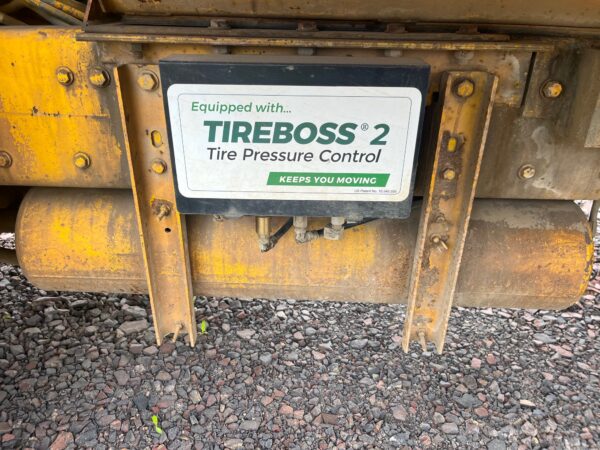 Equipped with...
TIREBOSS® 2
Tire Pressure Control
KEEPS YOU MOVING